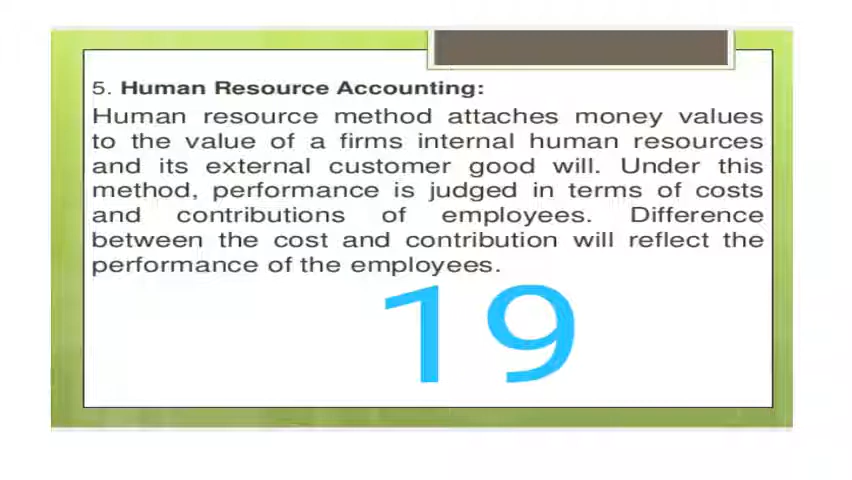 5. Human Resource Accounting:
Human resource method attaches money values
to the value of a firms internal human resources
and its external customer good will. Under this
method, performance is judged in terms of costs
and contributions of employees. Difference
between the cost and contribution will reflect the
performance of the employees.
19